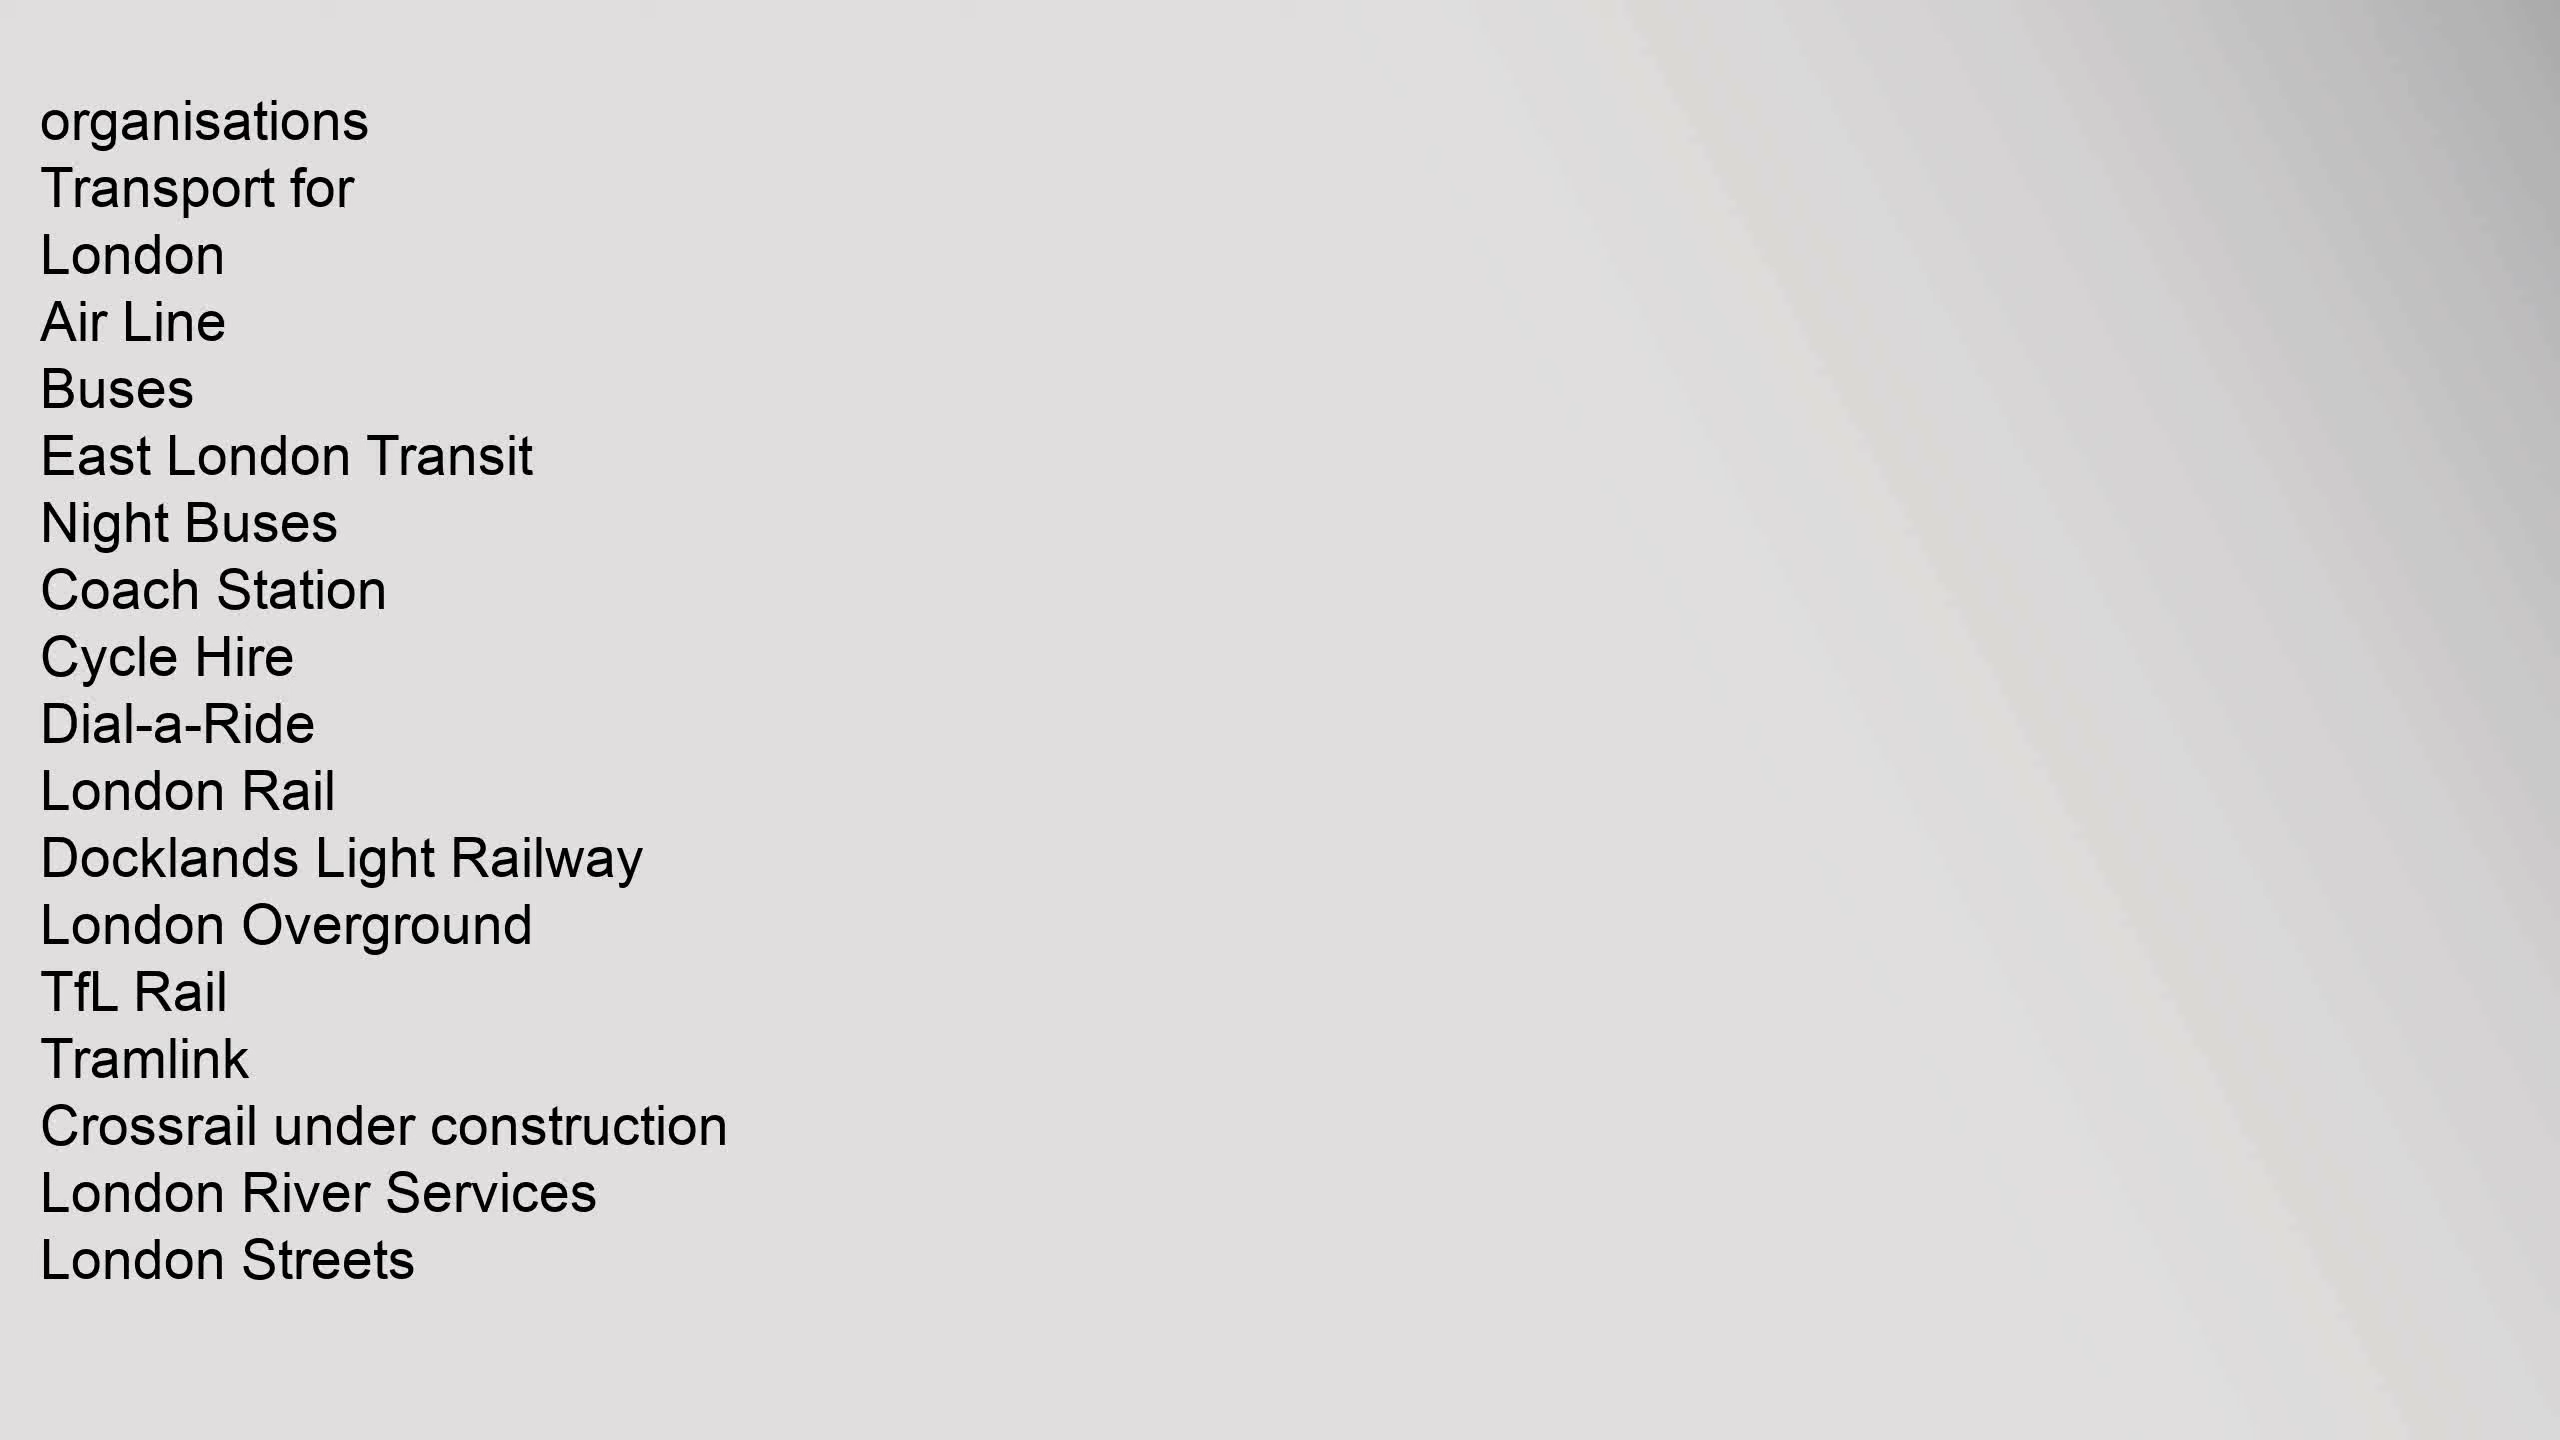 organisations
Transport for
London
Air Line
Buses
East London Transit
Night Buses
Coach Station
Cycle Hire
Dial-a-Ride
London Rail
Docklands Light Railway
London Overground
TfL Rail
Tramlink
Crossrail under construction
London River Services
London Streets